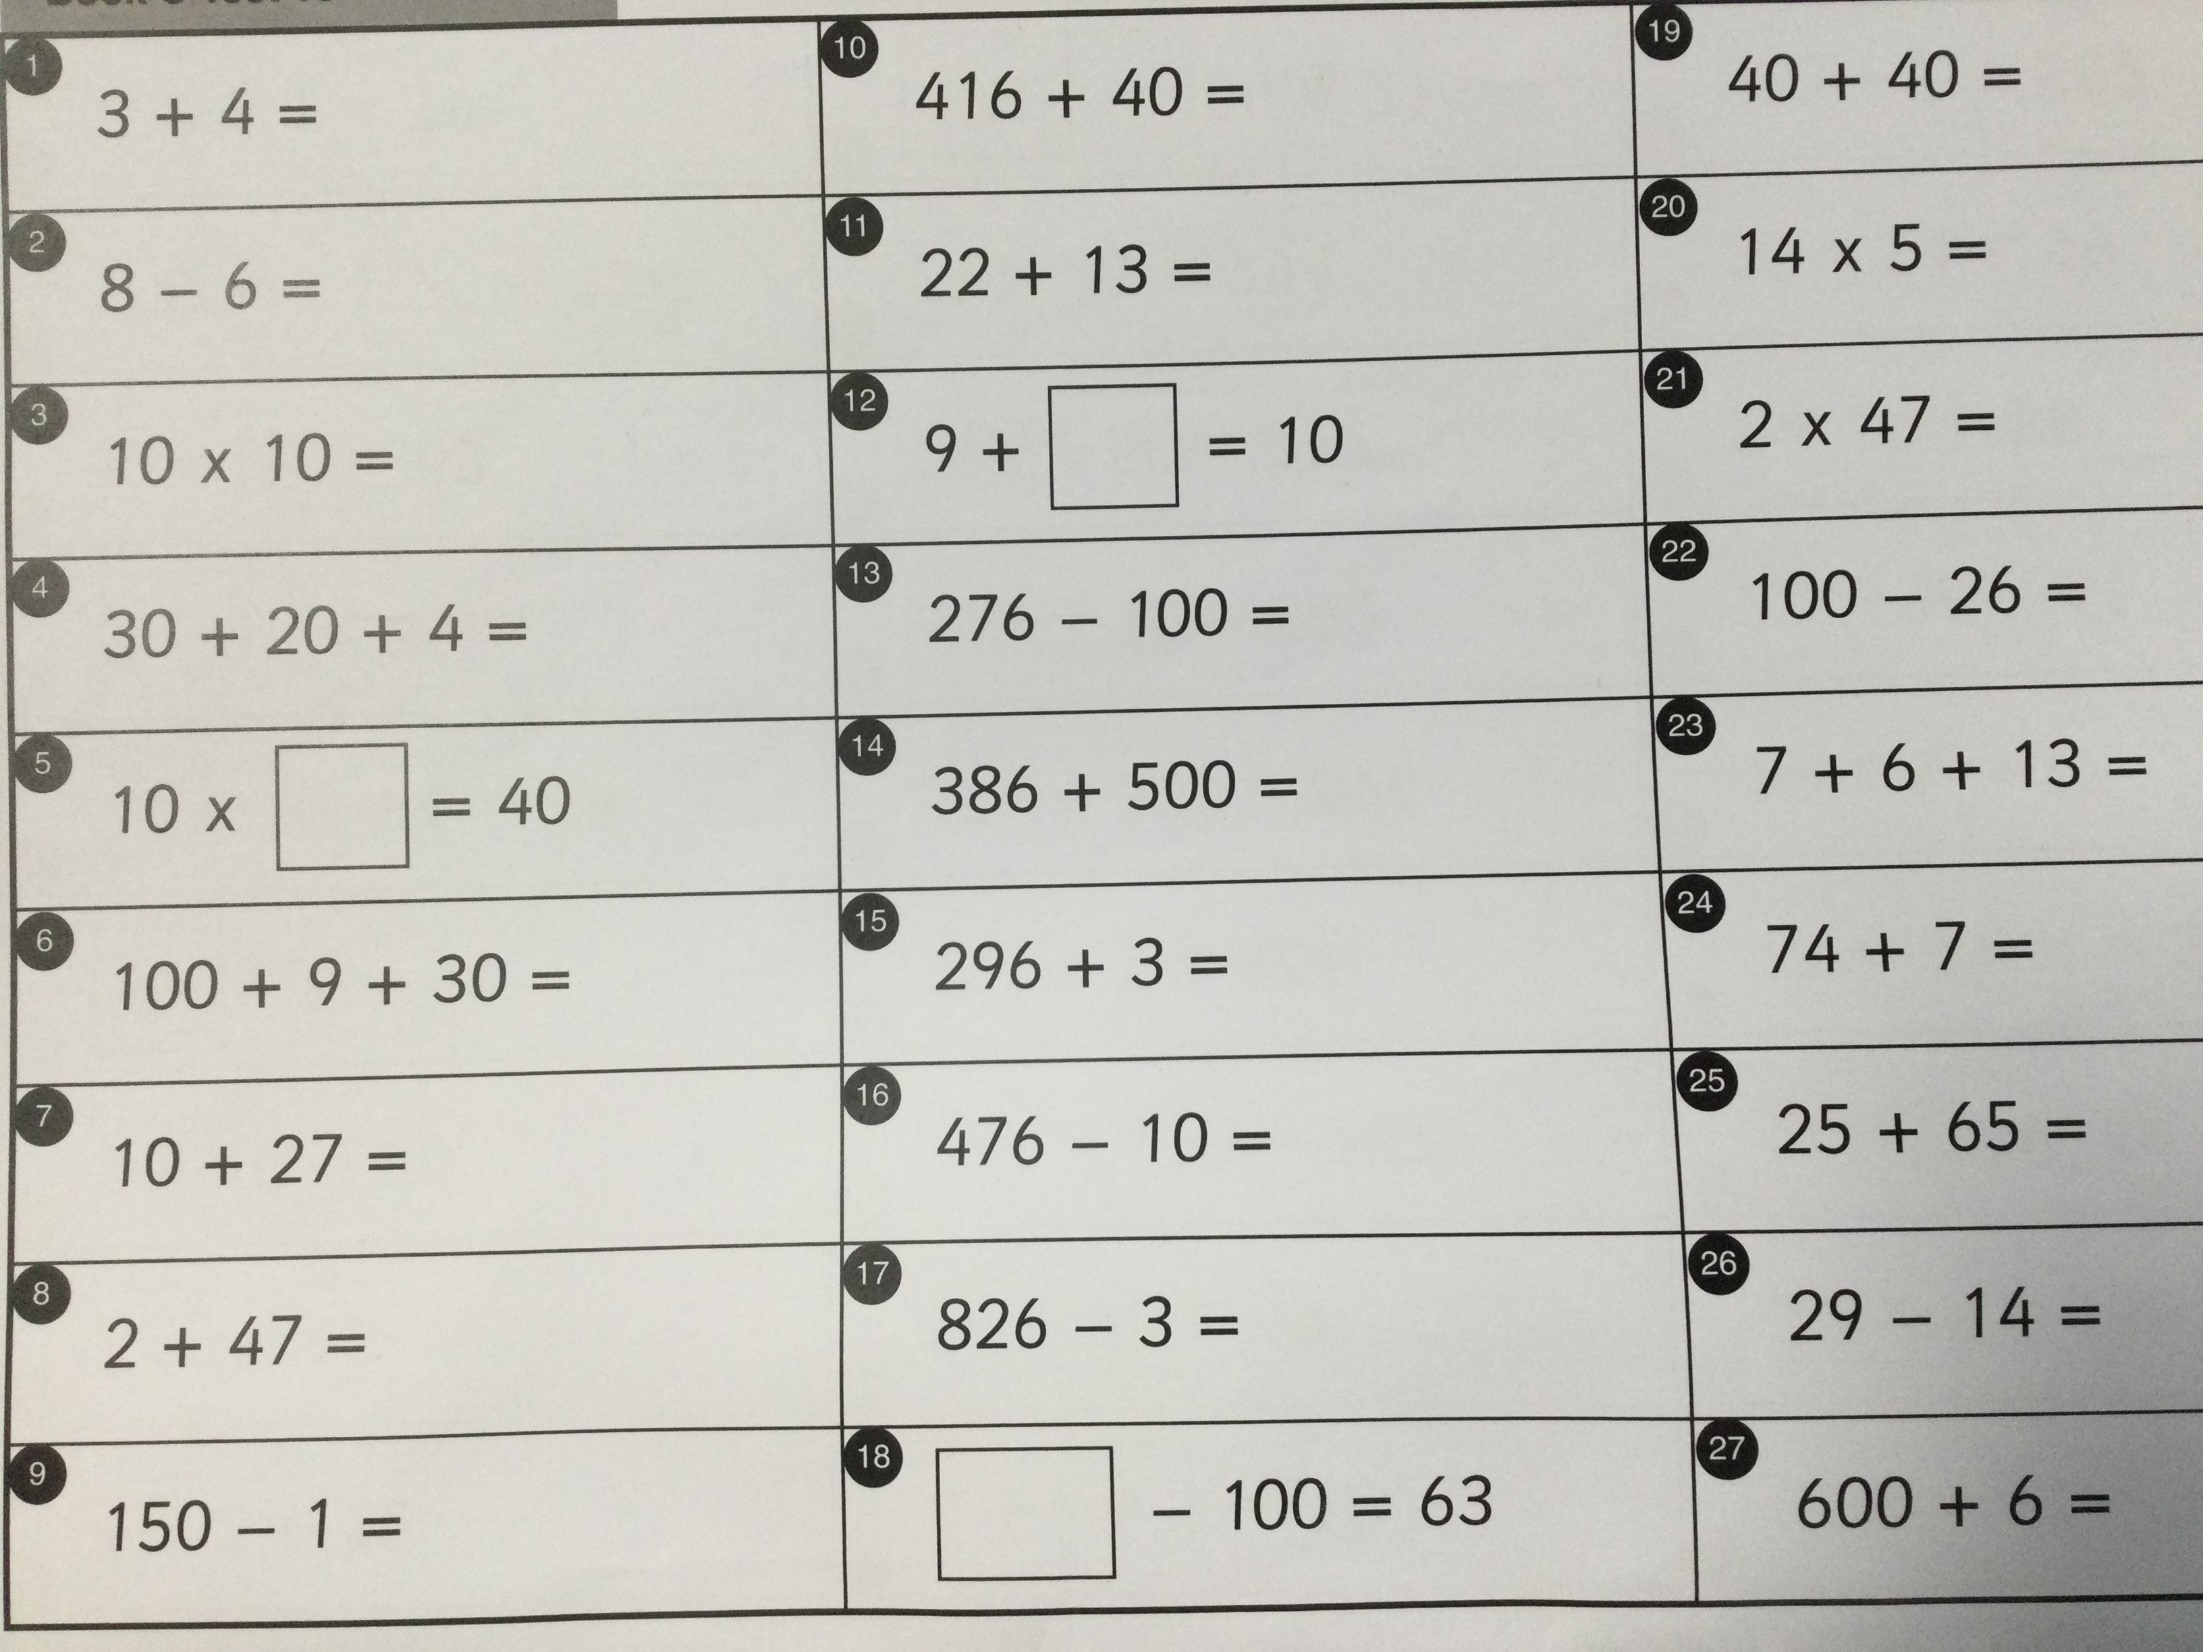 1
3 + 4 =
2
8 – 6 =
3
10 x 10 =
4
30 + 20 + 4 =
5
10 x = 40
6
100 + 9 + 30 =
7
10 + 27 =
8
2 + 47 =
9
150 – 1 =
10
416 + 40 =
11
22 + 13 =
12
9 + = 10
13
276 – 100 =
14
386 + 500 =
15
296 + 3 =
16
476 – 10 =
17
826 – 3 =
18
– 100 = 63
19
40 + 40 =
20
14 x 5 =
21
2 x 47 =
22
100 – 26 =
23
7 + 6 + 13 =
24
74 + 7 =
25
25 + 65 =
26
29 – 14 =
27
600 + 6 =